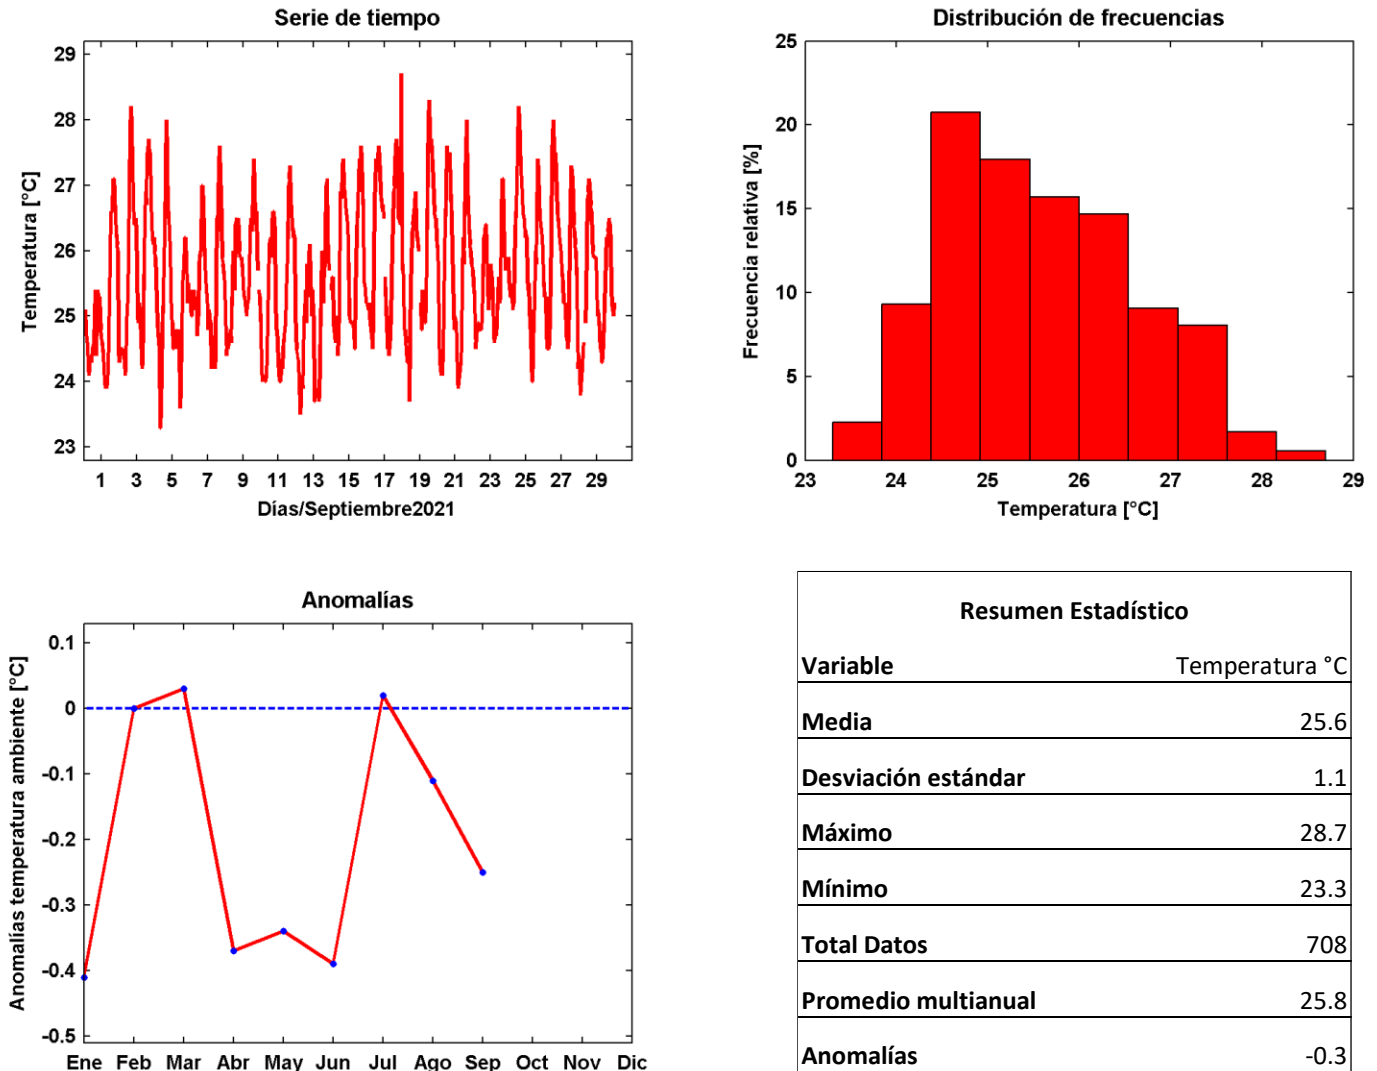 Serie de tiempo
29
28
27
26
25
24
23
Temperatura [°C]
1 3 5 7 9 11 13 15 17 19 21 23 25 27 29
Días/Septiembre2021
Distribución de frecuencias
25
20
15
10
5
0
Frecuencia relativa [%]
23 24 25 26 27 28 29
Temperatura [°C]
Anomalías
0.1
0
-0.1
-0.2
-0.3
-0.4
-0.5
Anomalías temperatura ambiente [°C]
Ene Feb Mar Abr May Jun Jul Ago Sep Oct Nov Dic
Resumen Estadístico
Variable Temperatura °C
Media 25.6
Desviación estándar 1.1
Máximo 28.7
Mínimo 23.3
Total Datos 708
Promedio multianual 25.8
Anomalías -0.3